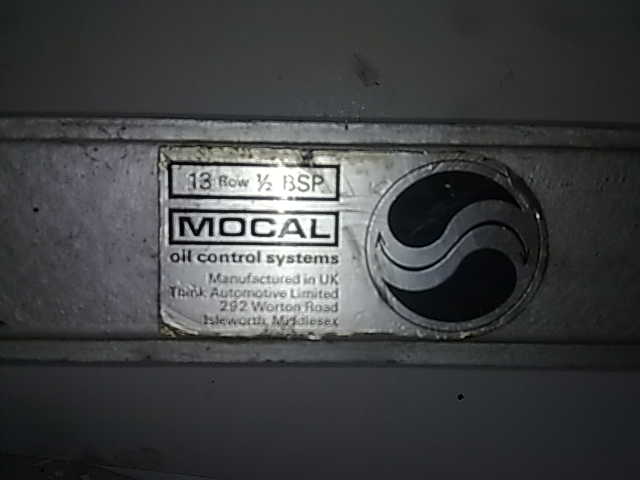 13 Row ½ BSP
MOCAL
oil control systems
Manufactured in UK
Think Automotive Limited
292 Worton Road
Isleworth, Middlesex